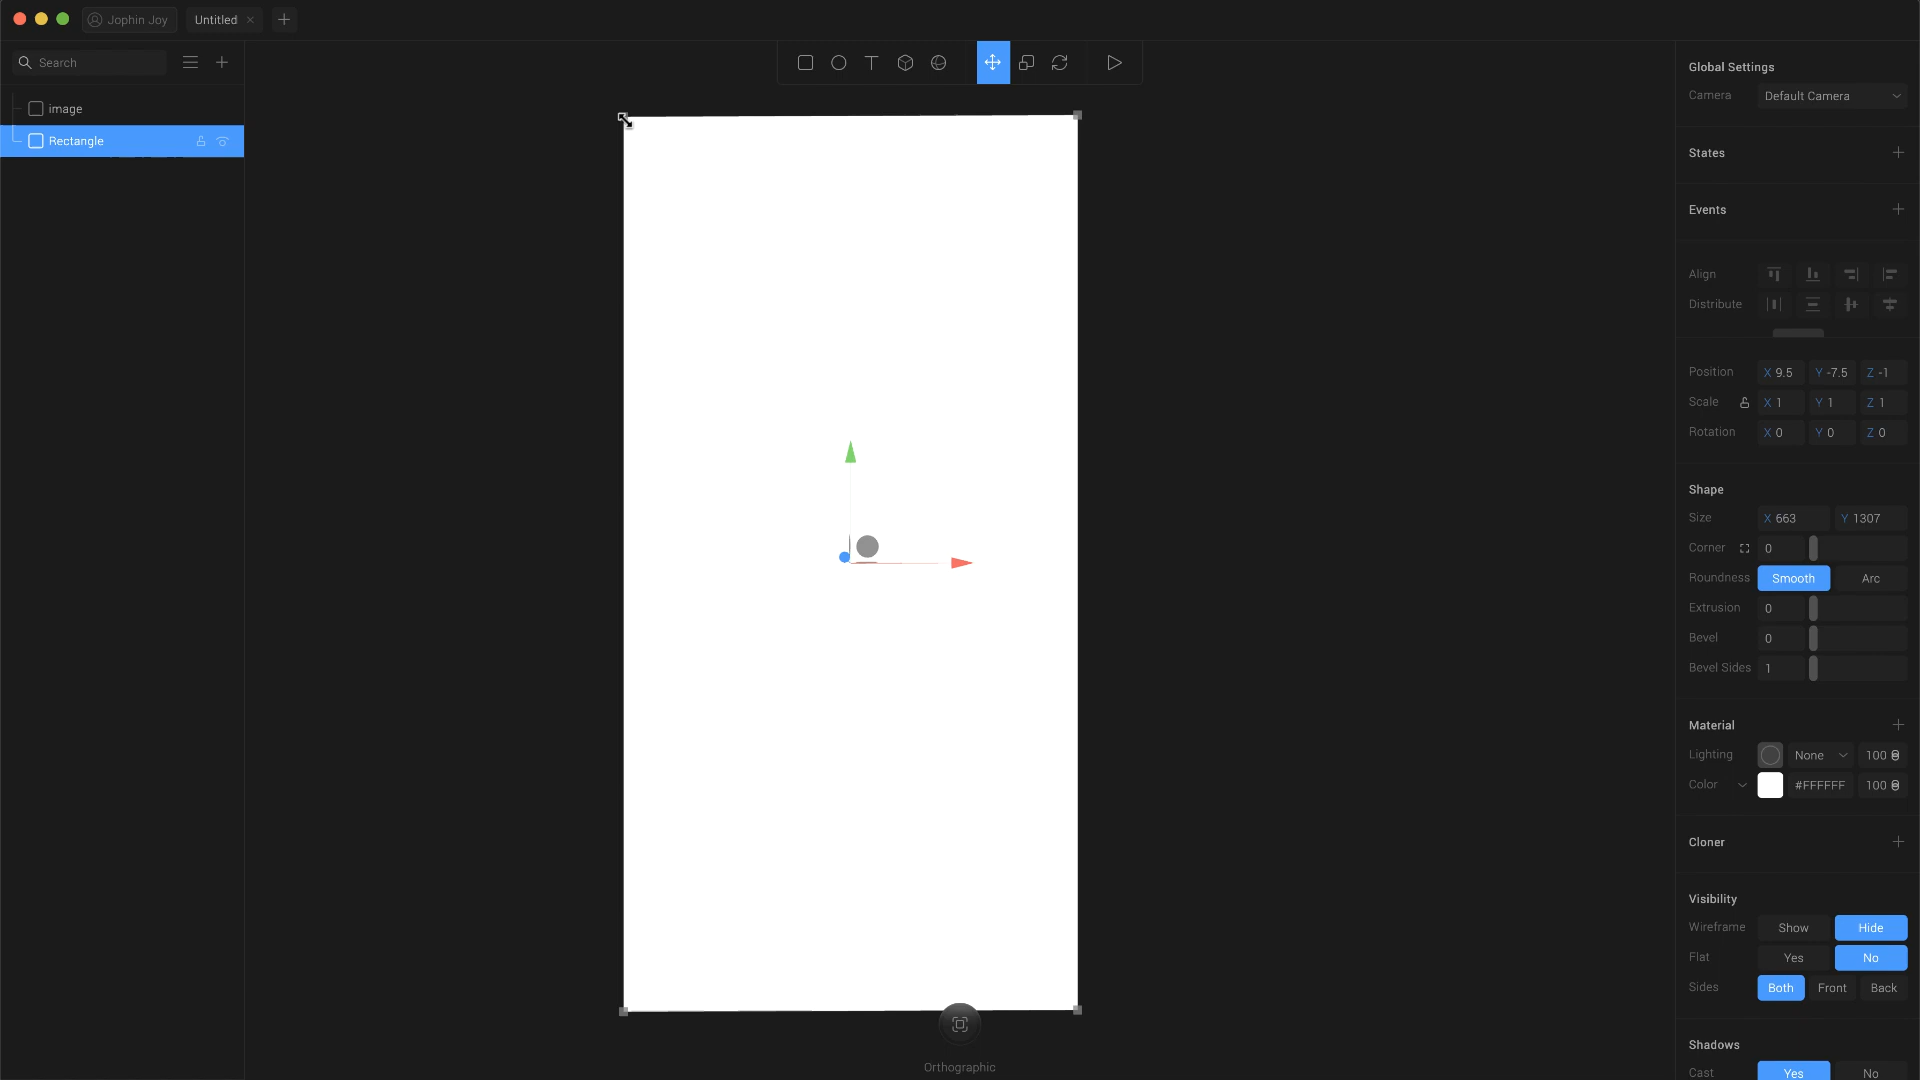 Jophin Joy
Untitled
Search
image
Rectangle
Orthographic
Global Settings
Camera Default Camera
States
Events
Align
Distribute
Position X 9.5 Y -7.5 Z -1
Scale X 1 Y 1 Z 1
Rotation X 0 Y 0 Z 0
Shape
Size X 663 Y 1307
Corner 0
Roundness Smooth Arc
Extrusion 0
Bevel 0
Bevel Sides 1
Material
Lighting None 100
Color #FFFFFF 100
Cloner
Visibility
Wireframe Show Hide
Flat Yes No
Sides Both Front Back
Shadows
Cast Yes No